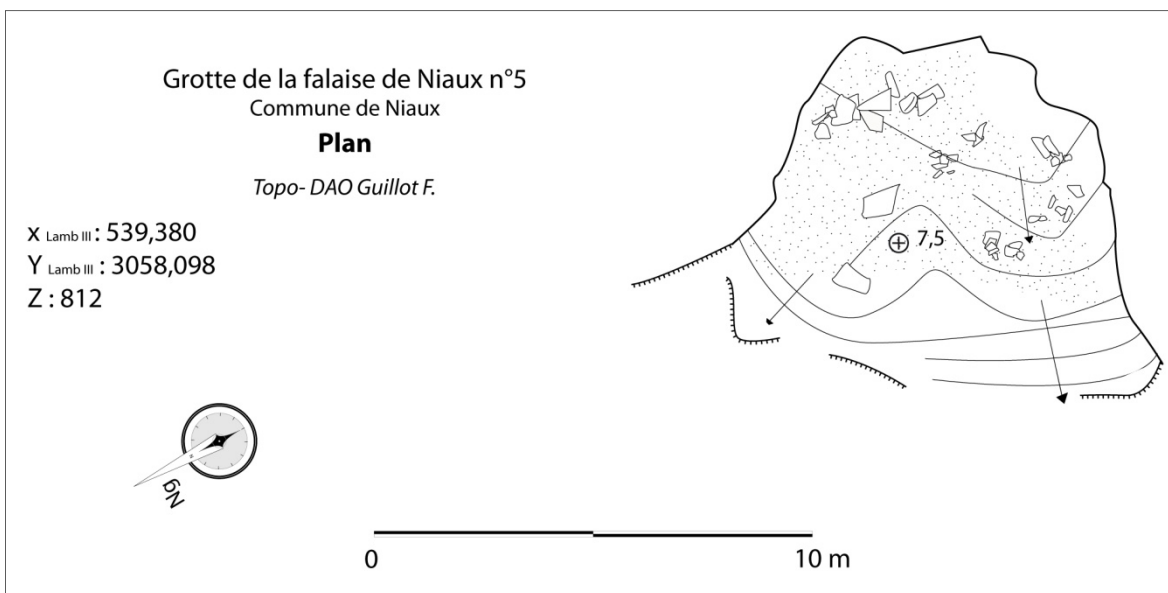 Grotte de la falaise de Niaux n°5
Commune de Niaux
Plan
Topo- DAO Guillot F.
x Lamb III : 539,380
Y Lamb III : 3058,098
Z : 812
7,5
Ng
0 10 m